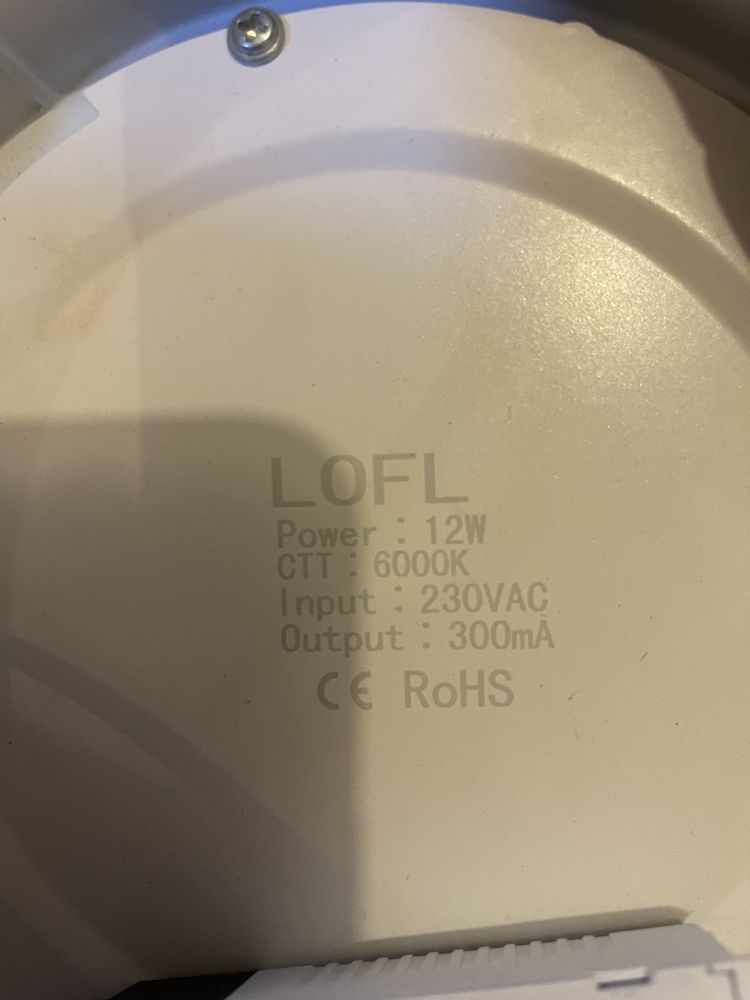 LOFL
Power：12W
CTT：6000K
Input：230VAC
Output：300mA
CE RoHS